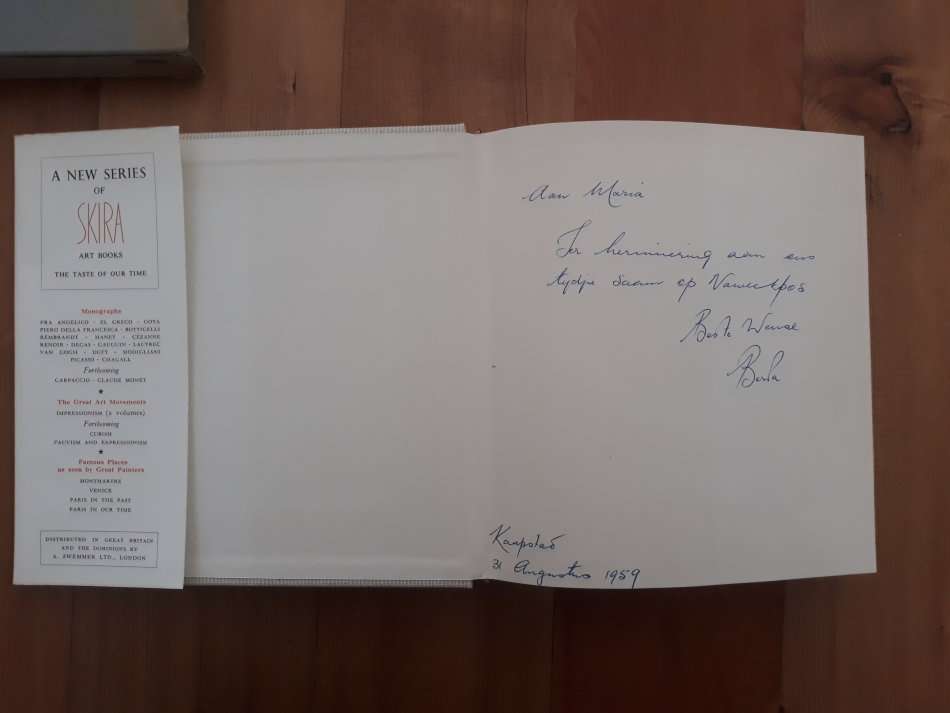 A NEW SERIES
OF
SKIRA
ART BOOKS
THE TASTE OF OUR TIME
Monographs
FRA ANGELICO - EL GRECO - GOYA
PIERO DELLA FRANCESCA - BOTTICELLI
REMBRANDT - MANET - CÉZANNE
RENOIR - DEGAS - GAUGUIN - LAUTREC
VAN GOGH - DUFY - MODIGLIANI
PICASSO - CHAGALL
Forthcoming
CARPACCIO - CLAUDE MONET
★
The Great Art Movements
IMPRESSIONISM (2 volumes)
Forthcoming
CUBISM
FAUVISM AND EXPRESSIONISM
★
Famous Places
as seen by Great Painters
MONTMARTRE
VENICE
PARIS IN THE PAST
PARIS IN OUR TIME
DISTRIBUTED IN GREAT BRITAIN
AND THE DOMINIONS BY
A. ZWEMMER LTD., LONDON
Aan Maria
Ter herinnering aan ons
tydjie saam op
Beste Wense
Berta
Kaapstad
31 Augustus 1959